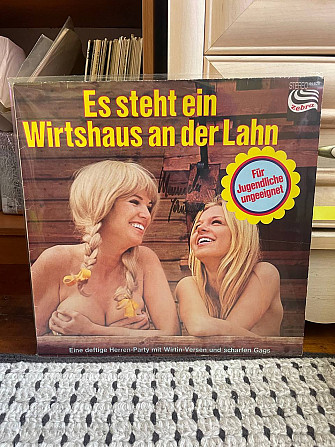 STEREO
Zebra
Es steht ein
Wirtshaus an der Lahn
Für
Jugendliche
ungeeignet
Eine deftige Herren-Party mit Wirtin-Versen und scharfen Gags